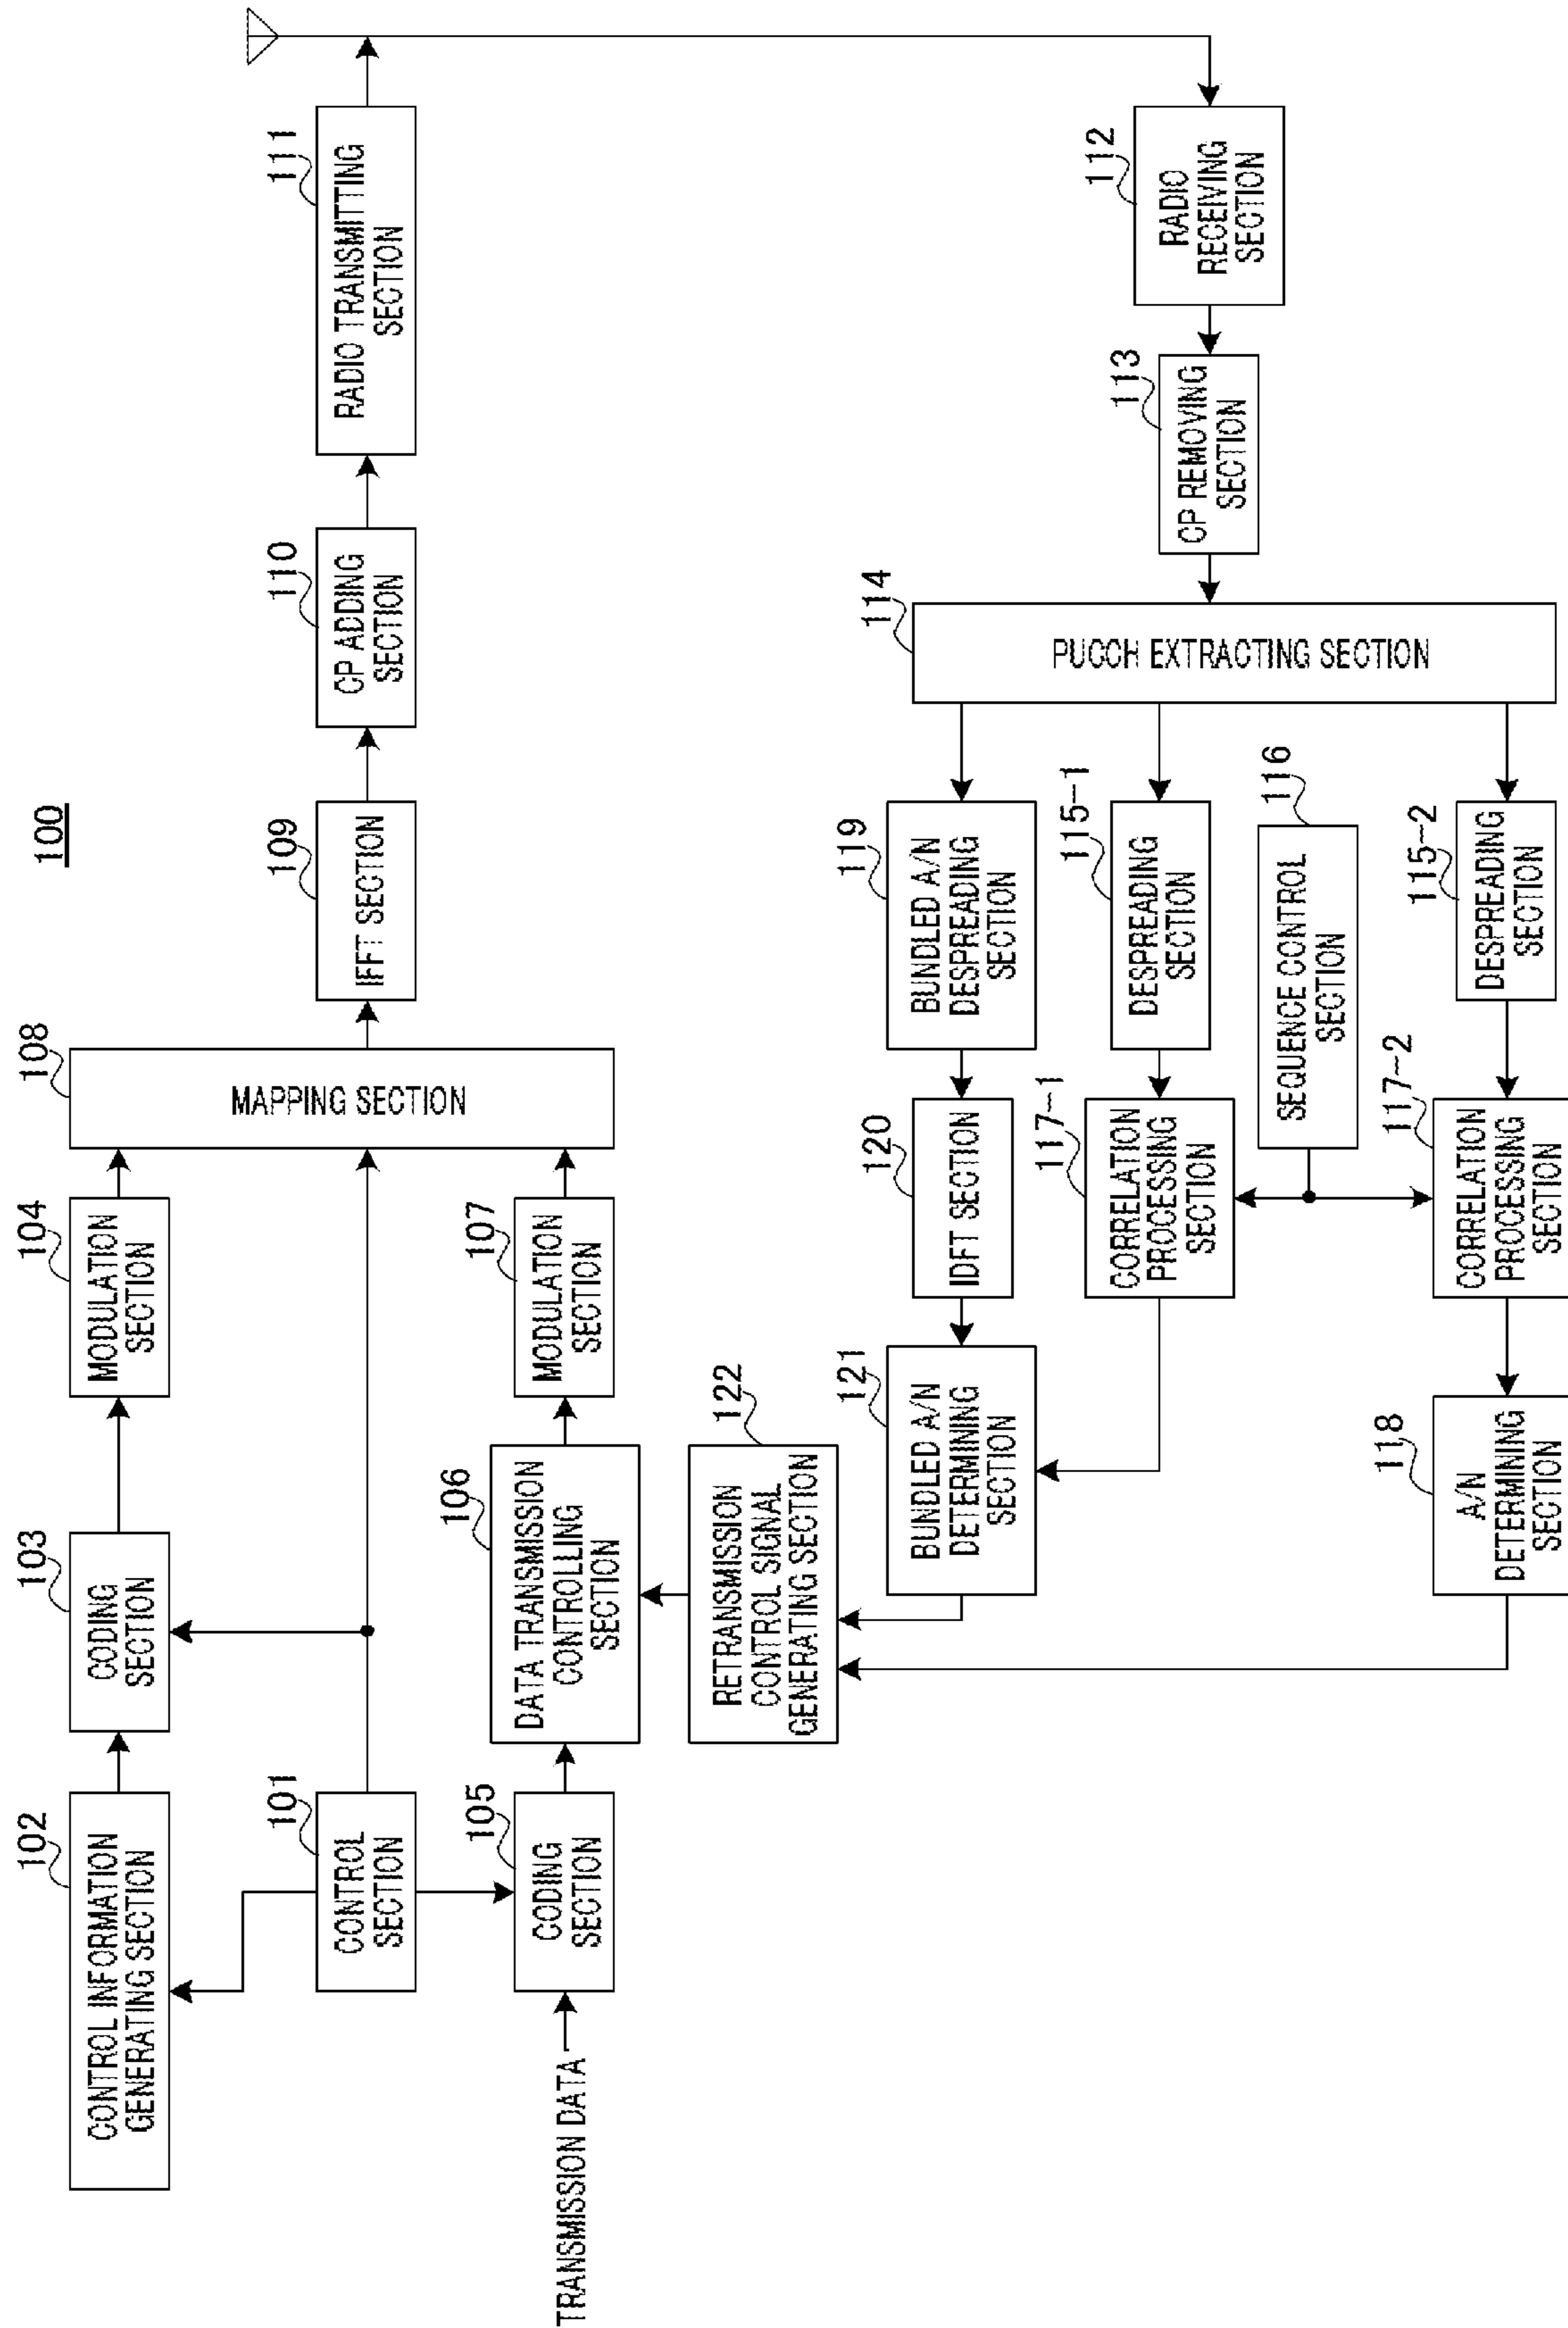 100
102
CONTROL INFORMATION
GENERATING SECTION
103
CODING
SECTION
104
MODULATION
SECTION
108
MAPPING SECTION
109
IFFT SECTION
110
CP ADDING
SECTION
111
RADIO TRANSMITTING
SECTION
101
CONTROL
SECTION
TRANSMISSION DATA
105
CODING
SECTION
106
DATA TRANSMISSION
CONTROLLING
SECTION
107
MODULATION
SECTION
122
RETRANSMISSION
CONTROL SIGNAL
GENERATING SECTION
121
BUNDLED A/N
DETERMINING
SECTION
120
IDFT SECTION
119
BUNDLED A/N
DESPREADING
SECTION
114
PUCCH EXTRACTING SECTION
113
CP REMOVING
SECTION
112
RADIO
RECEIVING
SECTION
117-1
CORRELATION
PROCESSING
SECTION
115-1
DESPREADING
SECTION
116
SEQUENCE CONTROL
SECTION
118
A/N
DETERMINING
SECTION
117-2
CORRELATION
PROCESSING
SECTION
115-2
DESPREADING
SECTION